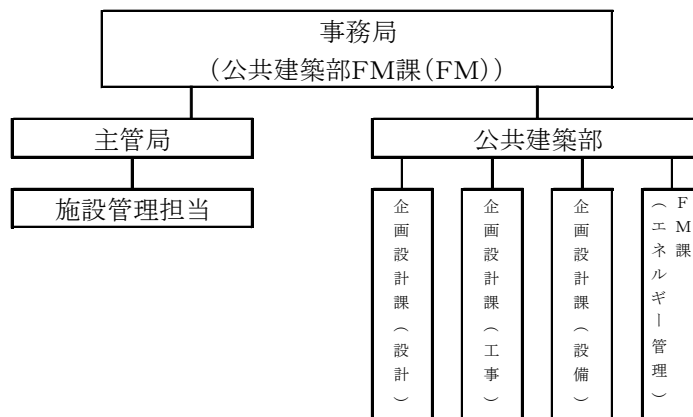 事務局
（公共建築部FM課（FM））
主管局
公共建築部
施設管理担当
企画設計課（設計）
企画設計課（工事）
企画設計課（設備）
FM課
（エネルギー管理）